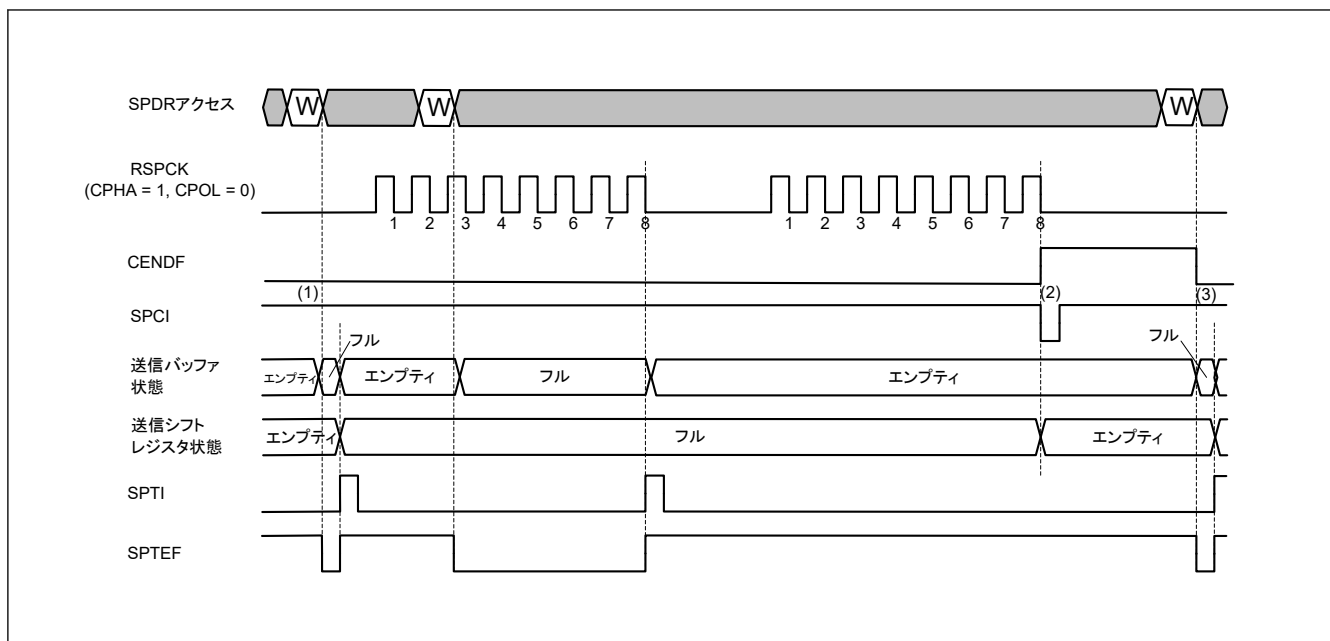 SPDRアクセス
W W W
RSPCK
(CPHA = 1, CPOL = 0)
1 2 3 4 5 6 7 8 1 2 3 4 5 6 7 8
CENDF
(1) (2) (3)
SPCI
フル フル
送信バッファ
状態
エンプティ エンプティ フル エンプティ
送信シフト
レジスタ状態
エンプティ フル エンプティ
SPTI
SPTEF